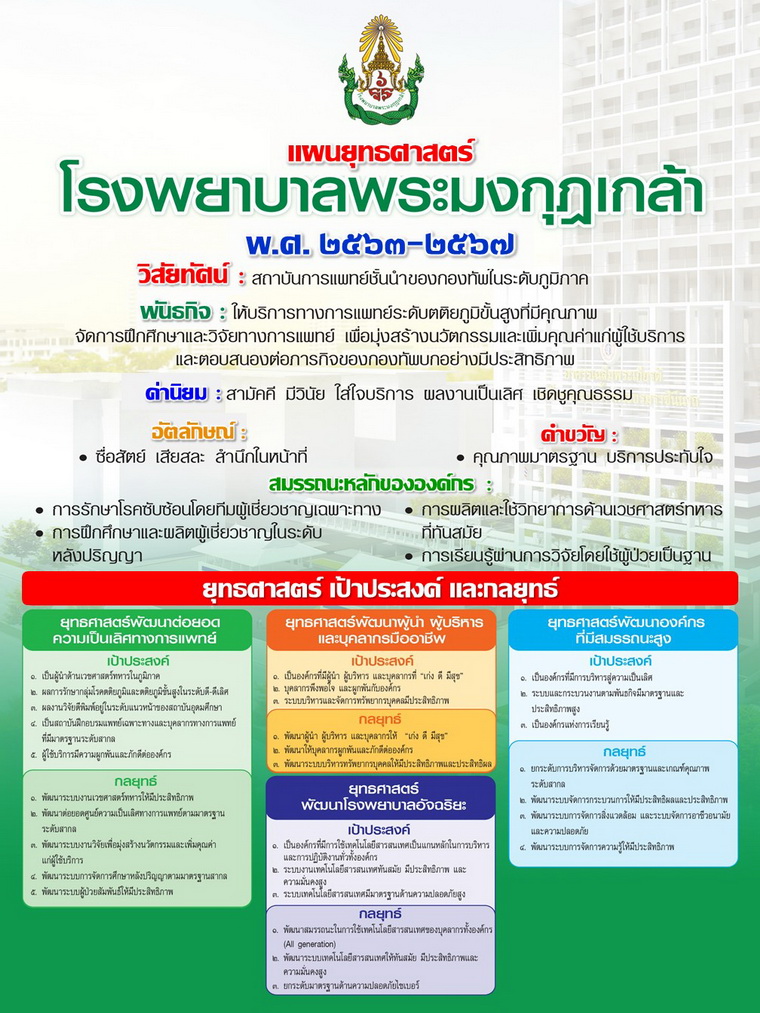 แผนยุทธศาสตร์
โรงพยาบาลพระมงกุฎเกล้า
พ.ศ. ๒๕๖๓-๒๕๖๗
วิสัยทัศน์ : สถาบันการแพทย์ชั้นนำของกองทัพในระดับภูมิภาค
พันธกิจ : ให้บริการทางการแพทย์ระดับตติยภูมิขั้นสูงที่มีคุณภาพ
จัดการฝึกศึกษาและวิจัยทางการแพทย์ เพื่อมุ่งสร้างนวัตกรรมและเพิ่มคุณค่าแก่ผู้ใช้บริการ
และตอบสนองต่อภารกิจของกองทัพบกอย่างมีประสิทธิภาพ
ค่านิยม : สามัคคี มีวินัย ใส่ใจบริการ ผลงานเป็นเลิศ เชิดชูคุณธรรม
อัตลักษณ์ :
• ซื่อสัตย์ เสียสละ สำนึกในหน้าที่
คำขวัญ :
• คุณภาพมาตรฐาน บริการประทับใจ
สมรรถนะหลักขององค์กร :
• การรักษาโรคซับซ้อนโดยทีมผู้เชี่ยวชาญเฉพาะทาง
• การฝึกศึกษาและผลิตผู้เชี่ยวชาญในระดับ
หลังปริญญา
• การผลิตและใช้วิทยาการด้านเวชศาสตร์ทหาร
ที่ทันสมัย
• การเรียนรู้ผ่านการวิจัยโดยใช้ผู้ป่วยเป็นฐาน
ยุทธศาสตร์ เป้าประสงค์ และกลยุทธ์
ยุทธศาสตร์พัฒนาต่อยอด
ความเป็นเลิศทางการแพทย์
เป้าประสงค์
๑. เป็นผู้นำด้านเวชศาสตร์ทหารในภูมิภาค
๒. ผลการรักษากลุ่มโรคตติยภูมิและตติยภูมิขั้นสูงในระดับดี-ดีเลิศ
๓. ผลงานวิจัยตีพิมพ์อยู่ในระดับแนวหน้าของสถาบันอุดมศึกษา
๔. เป็นสถาบันฝึกอบรมแพทย์เฉพาะทางและบุคลากรทางการแพทย์
ที่มีมาตรฐานระดับสากล
๕. ผู้ใช้บริการมีความผูกพันและภักดีต่อองค์กร
กลยุทธ์
๑. พัฒนาระบบงานเวชศาสตร์ทหารให้มีประสิทธิภาพ
๒. พัฒนาต่อยอดศูนย์ความเป็นเลิศทางการแพทย์ตามมาตรฐาน
ระดับสากล
๓. พัฒนาระบบงานวิจัยเพื่อมุ่งสร้างนวัตกรรมและเพิ่มคุณค่า
แก่ผู้ใช้บริการ
๔. พัฒนาระบบการจัดการศึกษาหลังปริญญาตามมาตรฐานสากล
๕. พัฒนาระบบผู้ป่วยสัมพันธ์ให้มีประสิทธิภาพ
ยุทธศาสตร์พัฒนาผู้นำ ผู้บริหาร
และบุคลากรมืออาชีพ
เป้าประสงค์
๑. เป็นองค์กรที่มีผู้นำ ผู้บริหาร และบุคลากรที่ "เก่ง ดี มีสุข"
๒. บุคลากรพึงพอใจ และผูกพันกับองค์กร
๓. ระบบบริหารและจัดการทรัพยากรบุคคลมีประสิทธิภาพ
กลยุทธ์
๑. พัฒนาผู้นำ ผู้บริหาร และบุคลากรให้ "เก่ง ดี มีสุข"
๒. พัฒนาให้บุคลากรผูกพันและภักดีต่อองค์กร
๓. พัฒนาระบบบริหารทรัพยากรบุคคลให้มีประสิทธิภาพและประสิทธิผล
ยุทธศาสตร์
พัฒนาโรงพยาบาลอัจฉริยะ
เป้าประสงค์
๑. เป็นองค์กรที่มีการใช้เทคโนโลยีสารสนเทศเป็นแกนหลักในการบริหาร
และการปฏิบัติงานทั่วทั้งองค์กร
๒. ระบบงานเทคโนโลยีสารสนเทศทันสมัย มีประสิทธิภาพ และ
ความมั่นคงสูง
๓. ระบบเทคโนโลยีสารสนเทศมีมาตรฐานด้านความปลอดภัยสูง
กลยุทธ์
๑. พัฒนาสมรรถนะในการใช้เทคโนโลยีสารสนเทศของบุคลากรทั้งองค์กร
(All generation)
๒. พัฒนาระบบเทคโนโลยีสารสนเทศให้ทันสมัย มีประสิทธิภาพและ
ความมั่นคงสูง
๓. ยกระดับมาตรฐานด้านความปลอดภัยไซเบอร์
ยุทธศาสตร์พัฒนาองค์กร
ที่มีสมรรถนะสูง
เป้าประสงค์
๑. เป็นองค์กรที่มีการบริหารสู่ความเป็นเลิศ
๒. ระบบและกระบวนงานตามพันธกิจมีมาตรฐานและ
ประสิทธิภาพสูง
๓. เป็นองค์กรแห่งการเรียนรู้
กลยุทธ์
๑. ยกระดับการบริหารจัดการด้วยมาตรฐานและเกณฑ์คุณภาพ
ระดับสากล
๒. พัฒนาระบบจัดการกระบวนการให้มีประสิทธิผลและประสิทธิภาพ
๓. พัฒนาระบบจัดการสิ่งแวดล้อม และระบบจัดการอาชีวอนามัย
และความปลอดภัย
๔. พัฒนาระบบการจัดการความรู้ให้มีประสิทธิภาพ